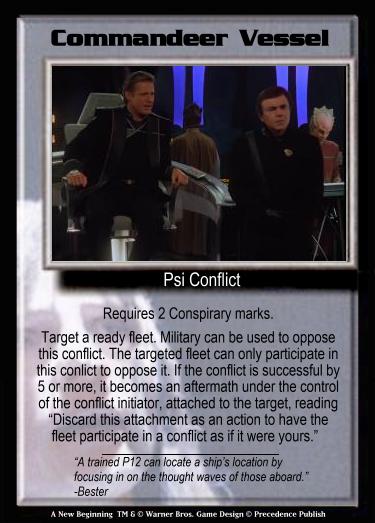 Commandeer Vessel
Psi Conflict
Requires 2 Conspirary marks.
Target a ready fleet. Military can be used to oppose
this conflict. The targeted fleet can only participate in
this conlict to oppose it. If the conflict is successful by
5 or more, it becomes an aftermath under the control
of the conflict initiator, attached to the target, reading
“Discard this attachment as an action to have the
fleet participate in a conflict as if it were yours.”
“A trained P12 can locate a ship’s location by
focusing in on the thought waves of those aboard.”
-Bester
A New Beginning TM & © Warner Bros. Game Design © Precedence Publish